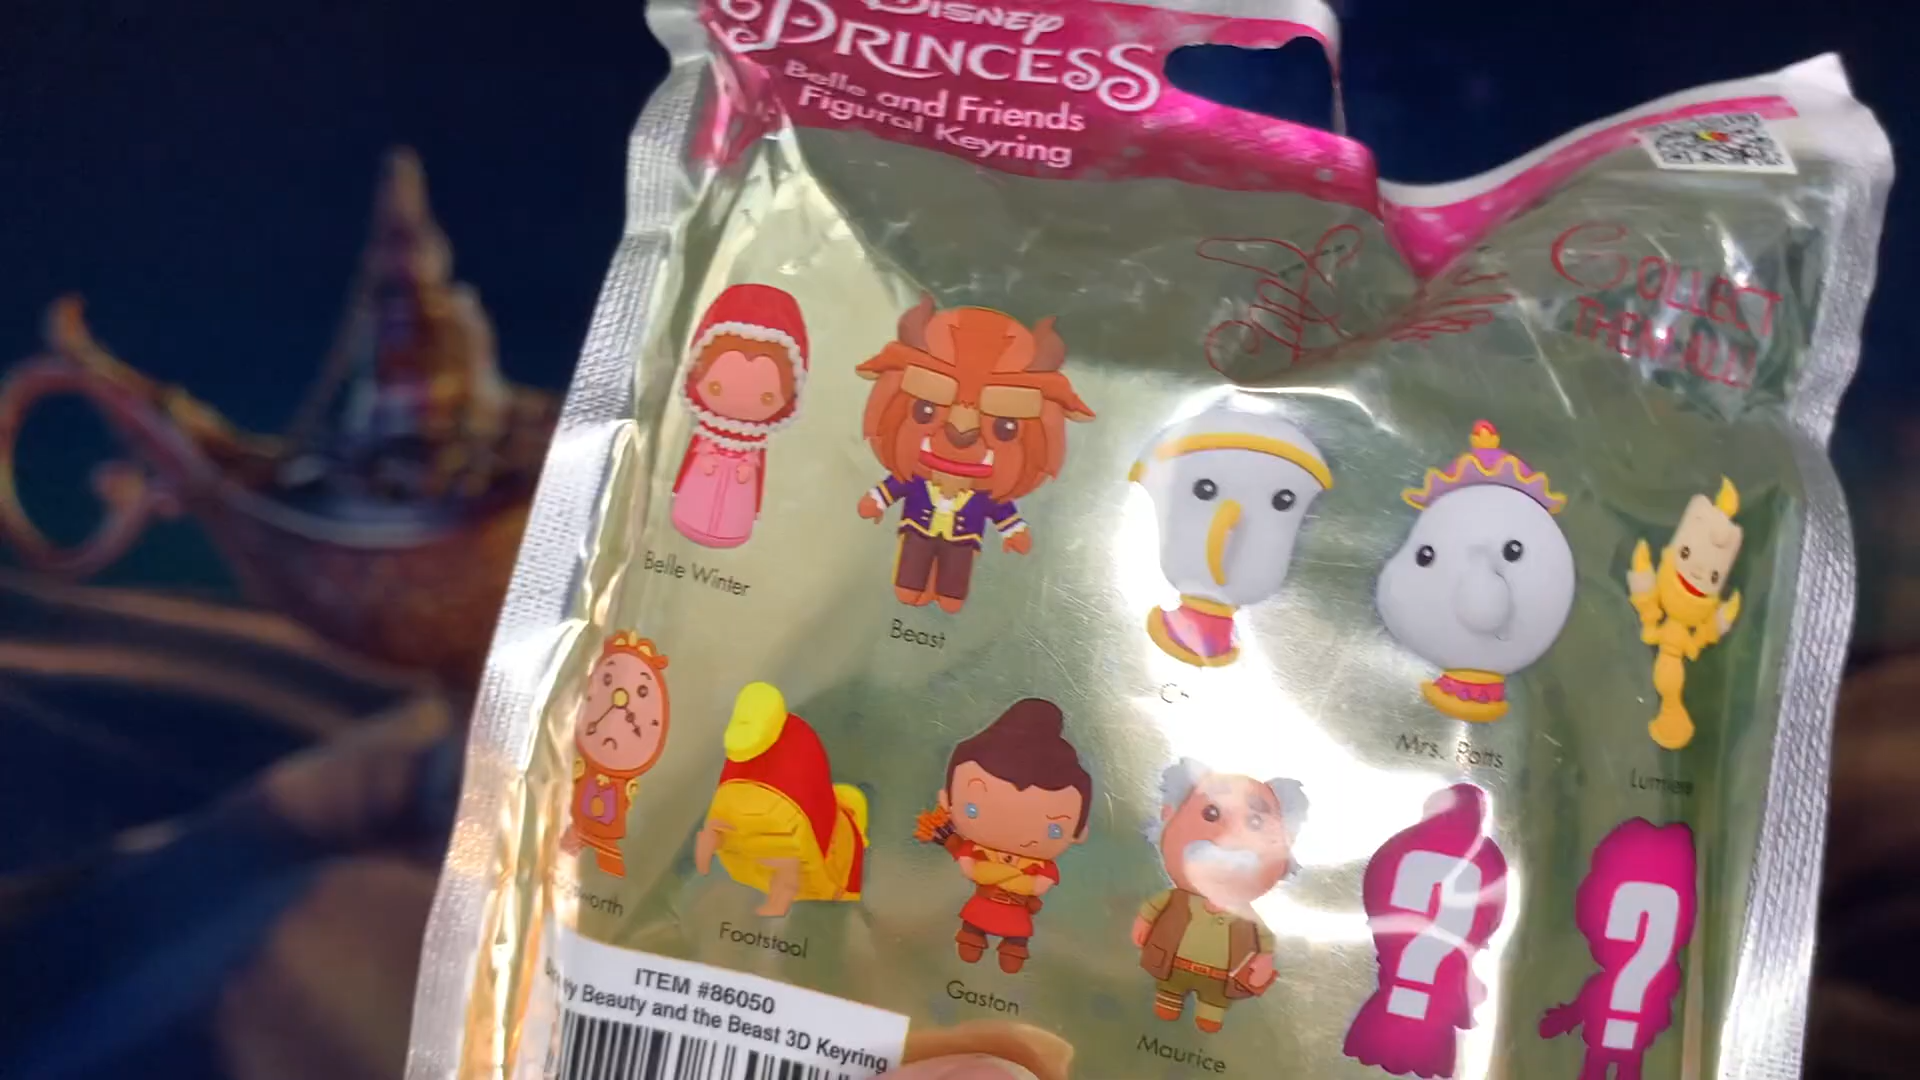 DISNEY
PRINCESS
Belle and Friends
Figural Keyring
COLLECT
THEM ALL!
Belle Winter
Beast
Mrs. Potts
Lumiere
Footstool
Gaston
Maurice
? ?
ITEM #86050
Beauty and the Beast 3D Keyring